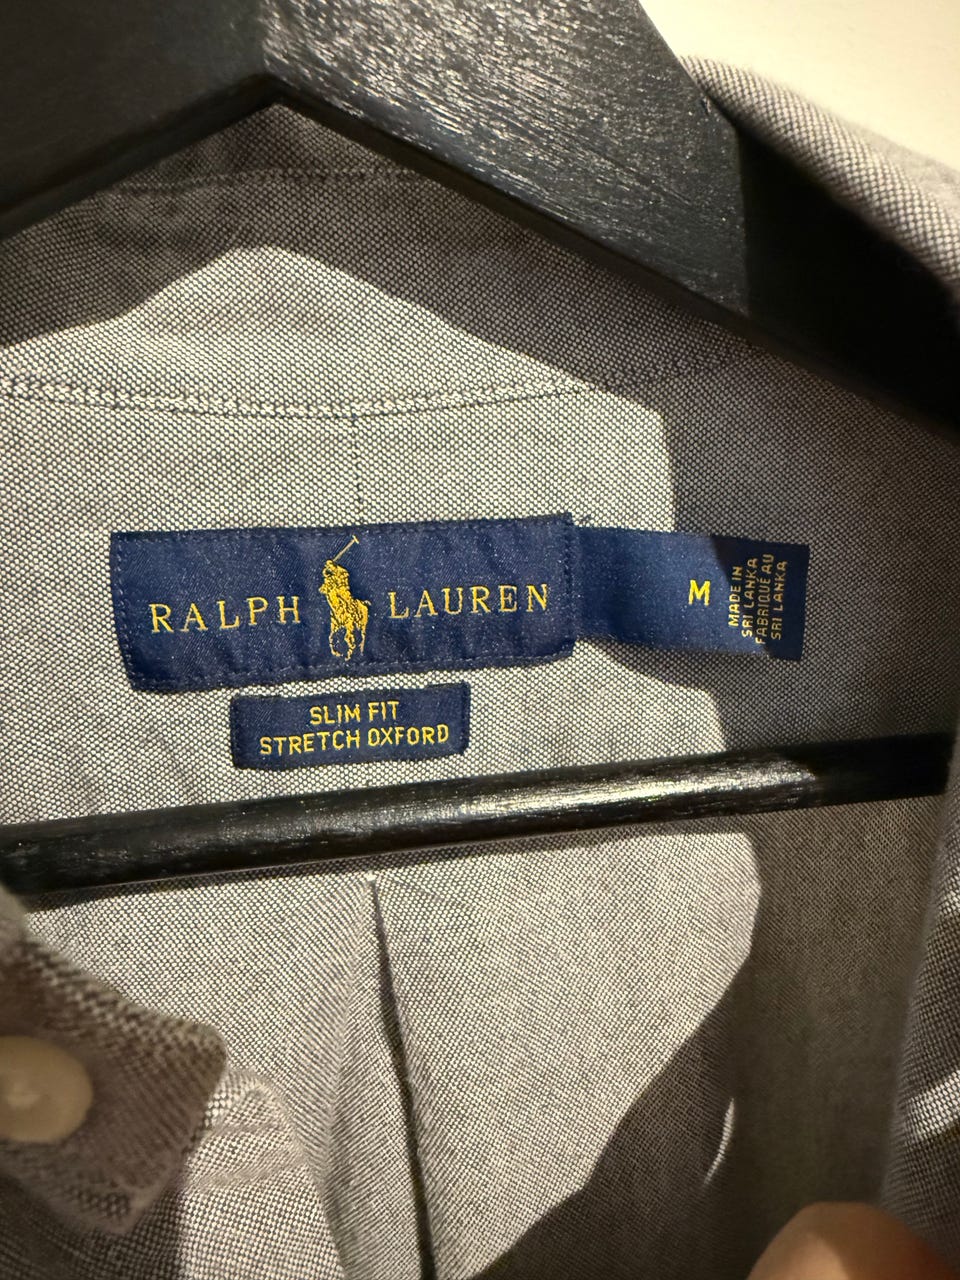 RALPH LAUREN
M
MADE IN
SRI LANKA
FABRIQUÉ AU
SRI LANKA
SLIM FIT
STRETCH OXFORD